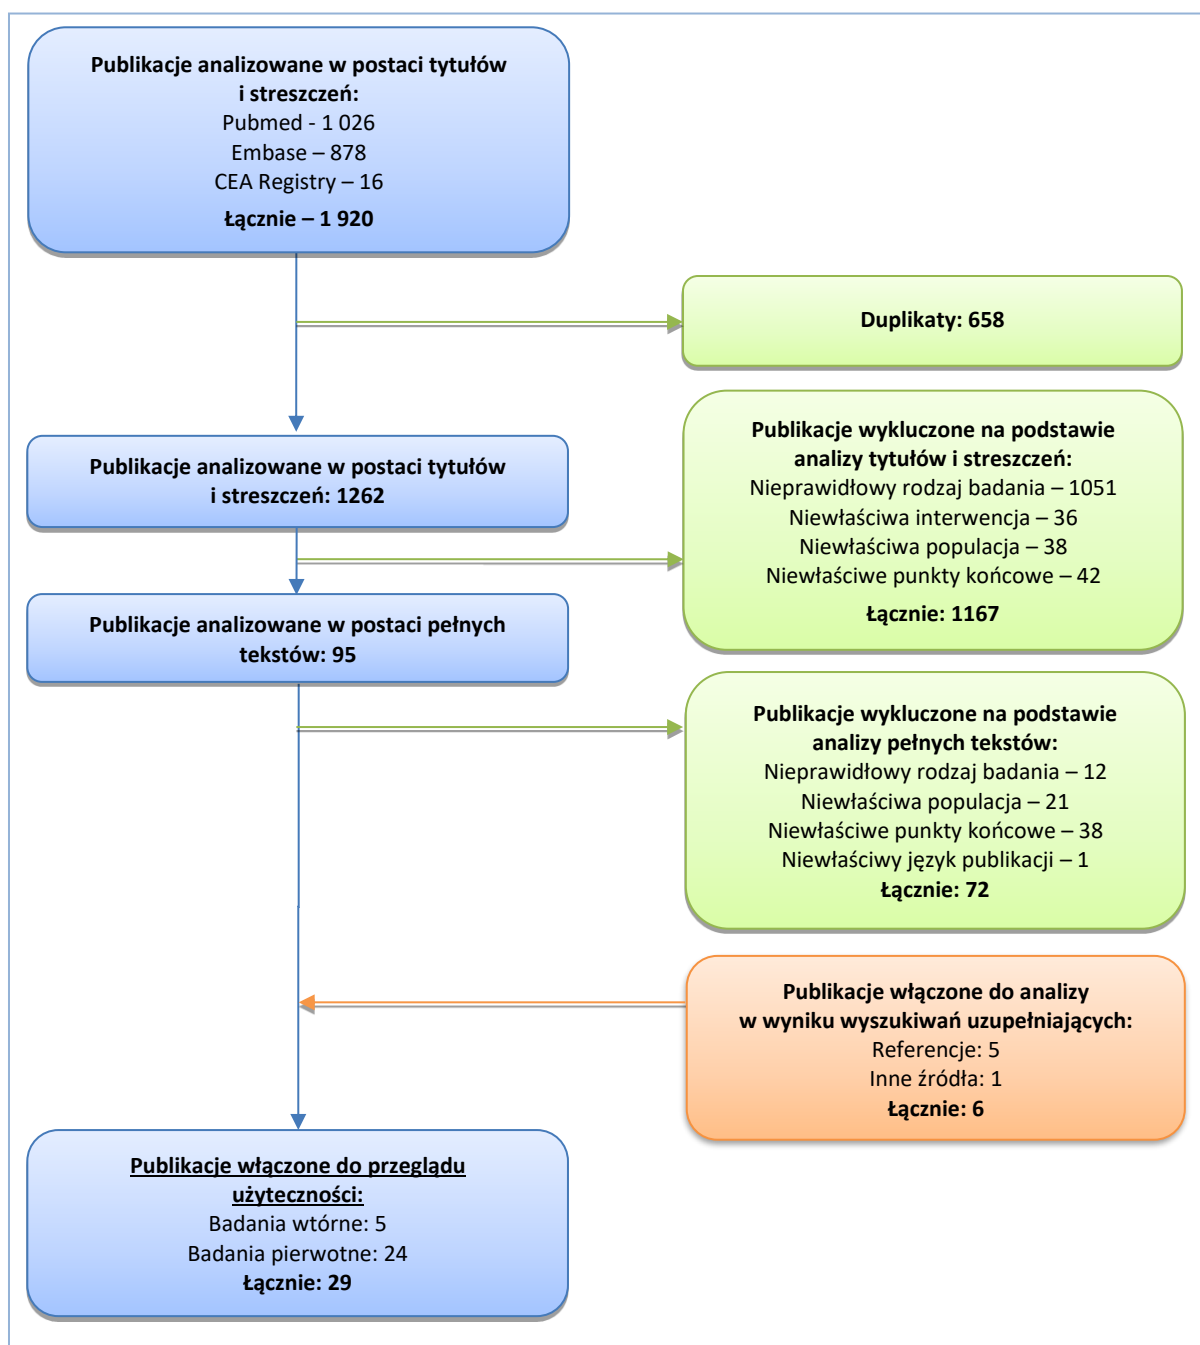 Publikacje analizowane w postaci tytułów
i streszczeń:
Pubmed - 1 026
Embase – 878
CEA Registry – 16
Łącznie – 1 920
Duplikaty: 658
Publikacje analizowane w postaci tytułów
i streszczeń: 1262
Publikacje wykluczone na podstawie
analizy tytułów i streszczeń:
Nieprawidłowy rodzaj badania – 1051
Niewłaściwa interwencja – 36
Niewłaściwa populacja – 38
Niewłaściwe punkty końcowe – 42
Łącznie: 1167
Publikacje analizowane w postaci pełnych
tekstów: 95
Publikacje wykluczone na podstawie
analizy pełnych tekstów:
Nieprawidłowy rodzaj badania – 12
Niewłaściwa populacja – 21
Niewłaściwe punkty końcowe – 38
Niewłaściwy język publikacji – 1
Łącznie: 72
Publikacje włączone do analizy
w wyniku wyszukiwań uzupełniających:
Referencje: 5
Inne źródła: 1
Łącznie: 6
Publikacje włączone do przeglądu
użyteczności:
Badania wtórne: 5
Badania pierwotne: 24
Łącznie: 29